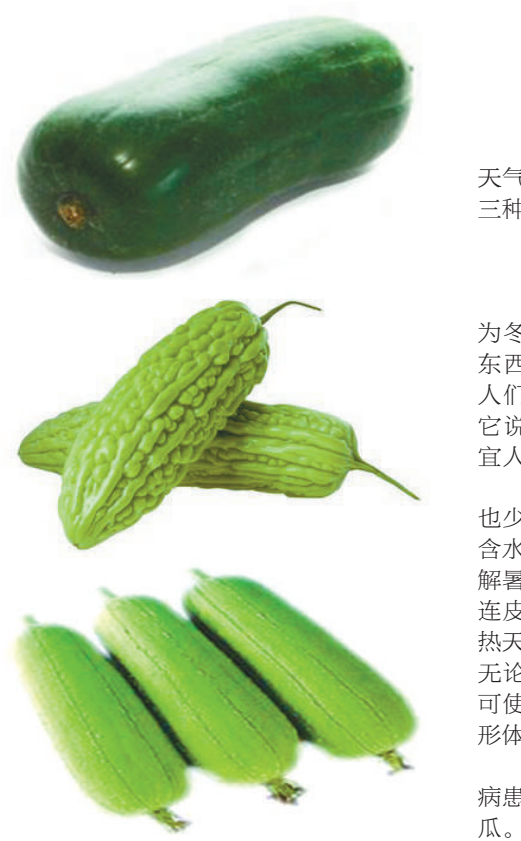 天气
三种
为冬
东西
人们
它说
宜人
也少
含水
解暑
连皮
热天
无论
可使
形体
病患
瓜。